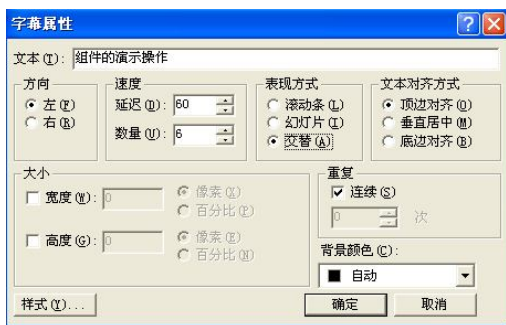 字幕属性
文本(T): 组件的演示操作
方向
左(F)
右(R)
速度
延迟(D): 60
数量(U): 6
表现方式
滚动条(L)
幻灯片(I)
交替(A)
文本对齐方式
顶边对齐(O)
垂直居中(M)
底边对齐(B)
大小
宽度(W): 0
像素(X)
百分比(P)
高度(G): 0
像素(E)
百分比(N)
重复
连续(S)
0 次
背景颜色(C):
自动
样式(Y)...
确定
取消